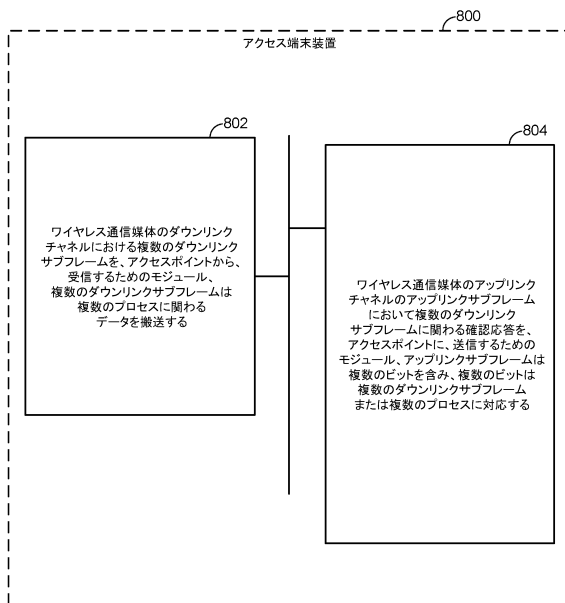 800
アクセス端末装置
802
ワイヤレス通信媒体のダウンリンク
チャネルにおける複数のダウンリンク
サブフレームを、アクセスポイントから、
受信するためのモジュール、
複数のダウンリンクサブフレームは
複数のプロセスに関わる
データを搬送する
804
ワイヤレス通信媒体のアップリンク
チャネルのアップリンクサブフレーム
において複数のダウンリンク
サブフレームに関わる確認応答を、
アクセスポイントに、送信するための
モジュール、アップリンクサブフレームは
複数のビットを含み、複数のビットは
複数のダウンリンクサブフレーム
または複数のプロセスに対応する